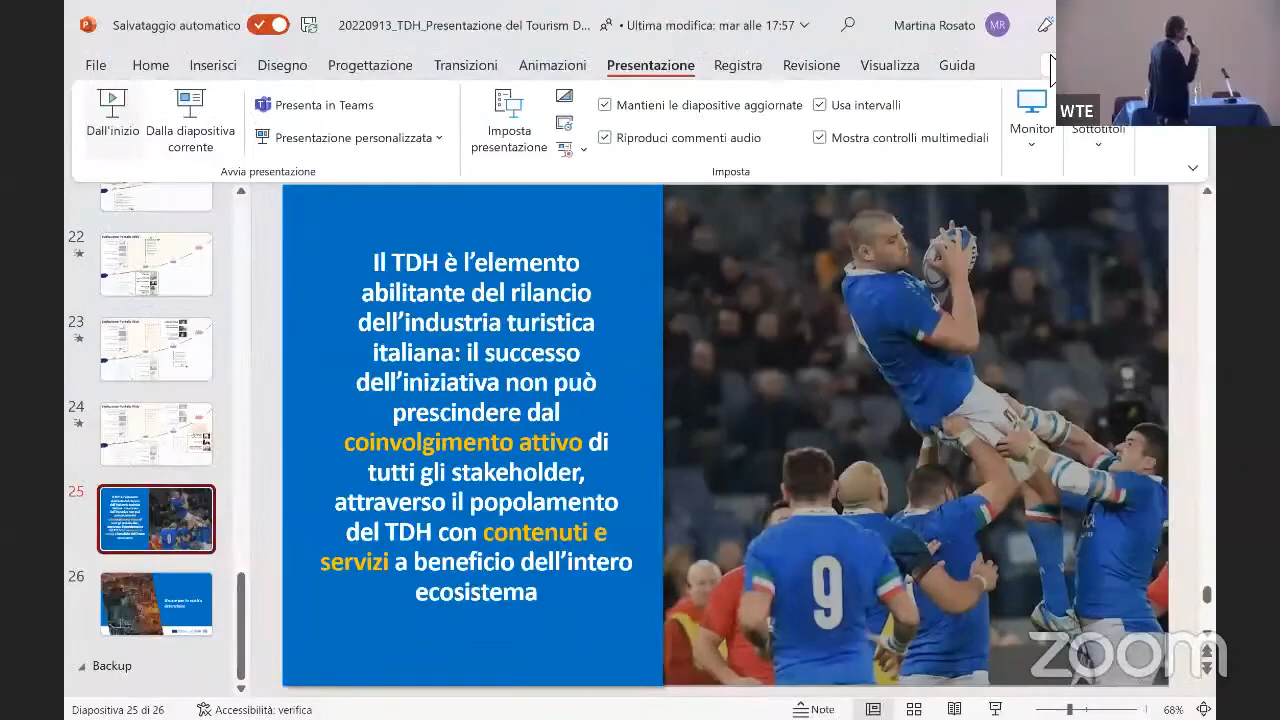 Salvataggio automatico
20220913_TDH_Presentazione del Tourism D...
• Ultima modifica: mar alle 17:57
Martina Rosato
MR
File
Home
Inserisci
Disegno
Progettazione
Transizioni
Animazioni
Presentazione
Registra
Revisione
Visualizza
Guida
Dall'inizio
Dalla diapositiva
corrente
Presenta in Teams
Presentazione personalizzata
Avvia presentazione
Imposta
presentazione
Mantieni le diapositive aggiornate
Usa intervalli
Riproduci commenti audio
Mostra controlli multimediali
Imposta
Monitor
Sottotitoli
WTE
22
23
24
25
26
Backup
Il TDH è l’elemento
abilitante del rilancio
dell’industria turistica
italiana: il successo
dell’iniziativa non può
prescindere dal
coinvolgimento attivo di
tutti gli stakeholder,
attraverso il popolamento
del TDH con contenuti e
servizi a beneficio dell’intero
ecosistema
9
zoom
Diapositiva 25 di 26
Accessibilità: verifica
Note
68%